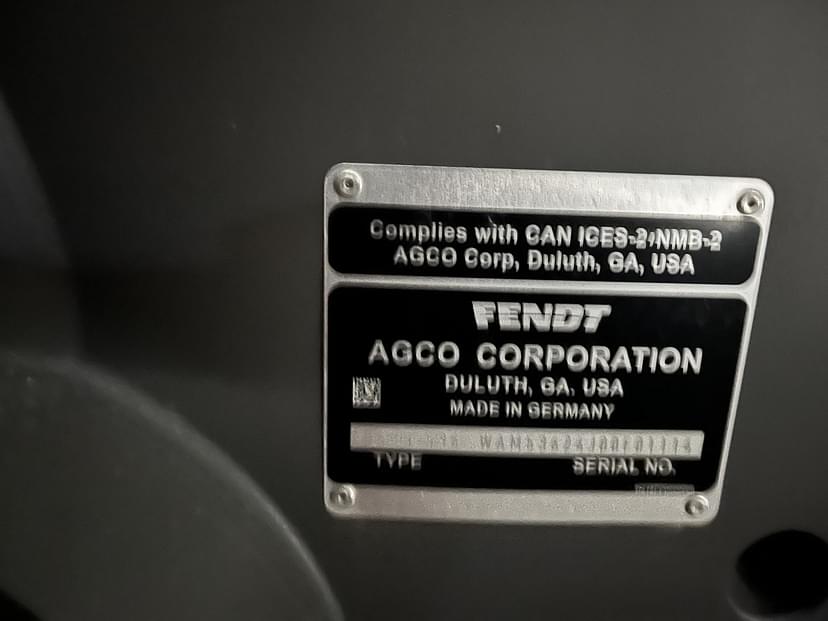 Complies with CAN ICES-2/NMB-2
AGCO Corp, Duluth, GA, USA
FENDT
AGCO CORPORATION
DULUTH, GA. USA
MADE IN GERMANY
TYPE
SERIAL NO.